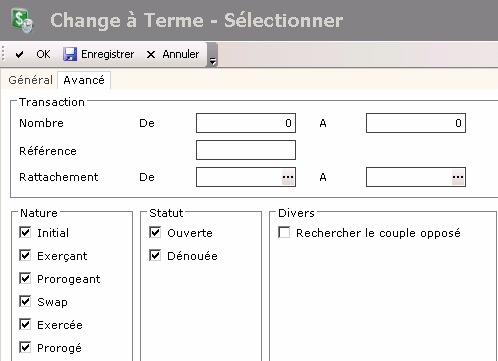 Change à Terme - Sélectionner
OK Enregistrer Annuler
Général Avancé
Transaction
Nombre De 0 A 0
Référence
Rattachement De ... A ...
Nature Statut Divers
Initial Ouverte Rechercher le couple opposé
Exerçant Dénouée
Prorogeant
Swap
Exercée
Prorogé